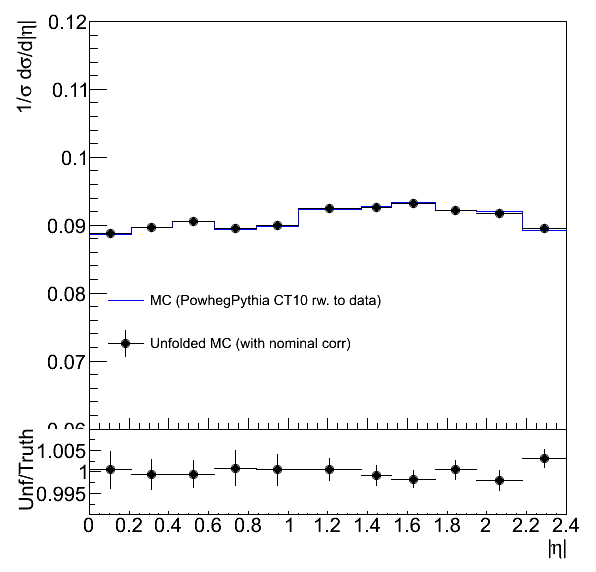 1/σ dσ/d|η|
0.12
0.11
0.1
0.09
0.08
0.07
0.06
MC (PowhegPythia CT10 rw. to data)
Unfolded MC (with nominal corr)
Unf/Truth
1.005
1
0.995
0 0.2 0.4 0.6 0.8 1 1.2 1.4 1.6 1.8 2 2.2 2.4
|η|